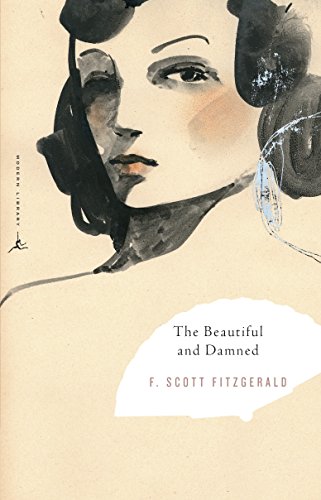 MODERN LIBRARY
The Beautiful
and Damned
F. SCOTT FITZGERALD